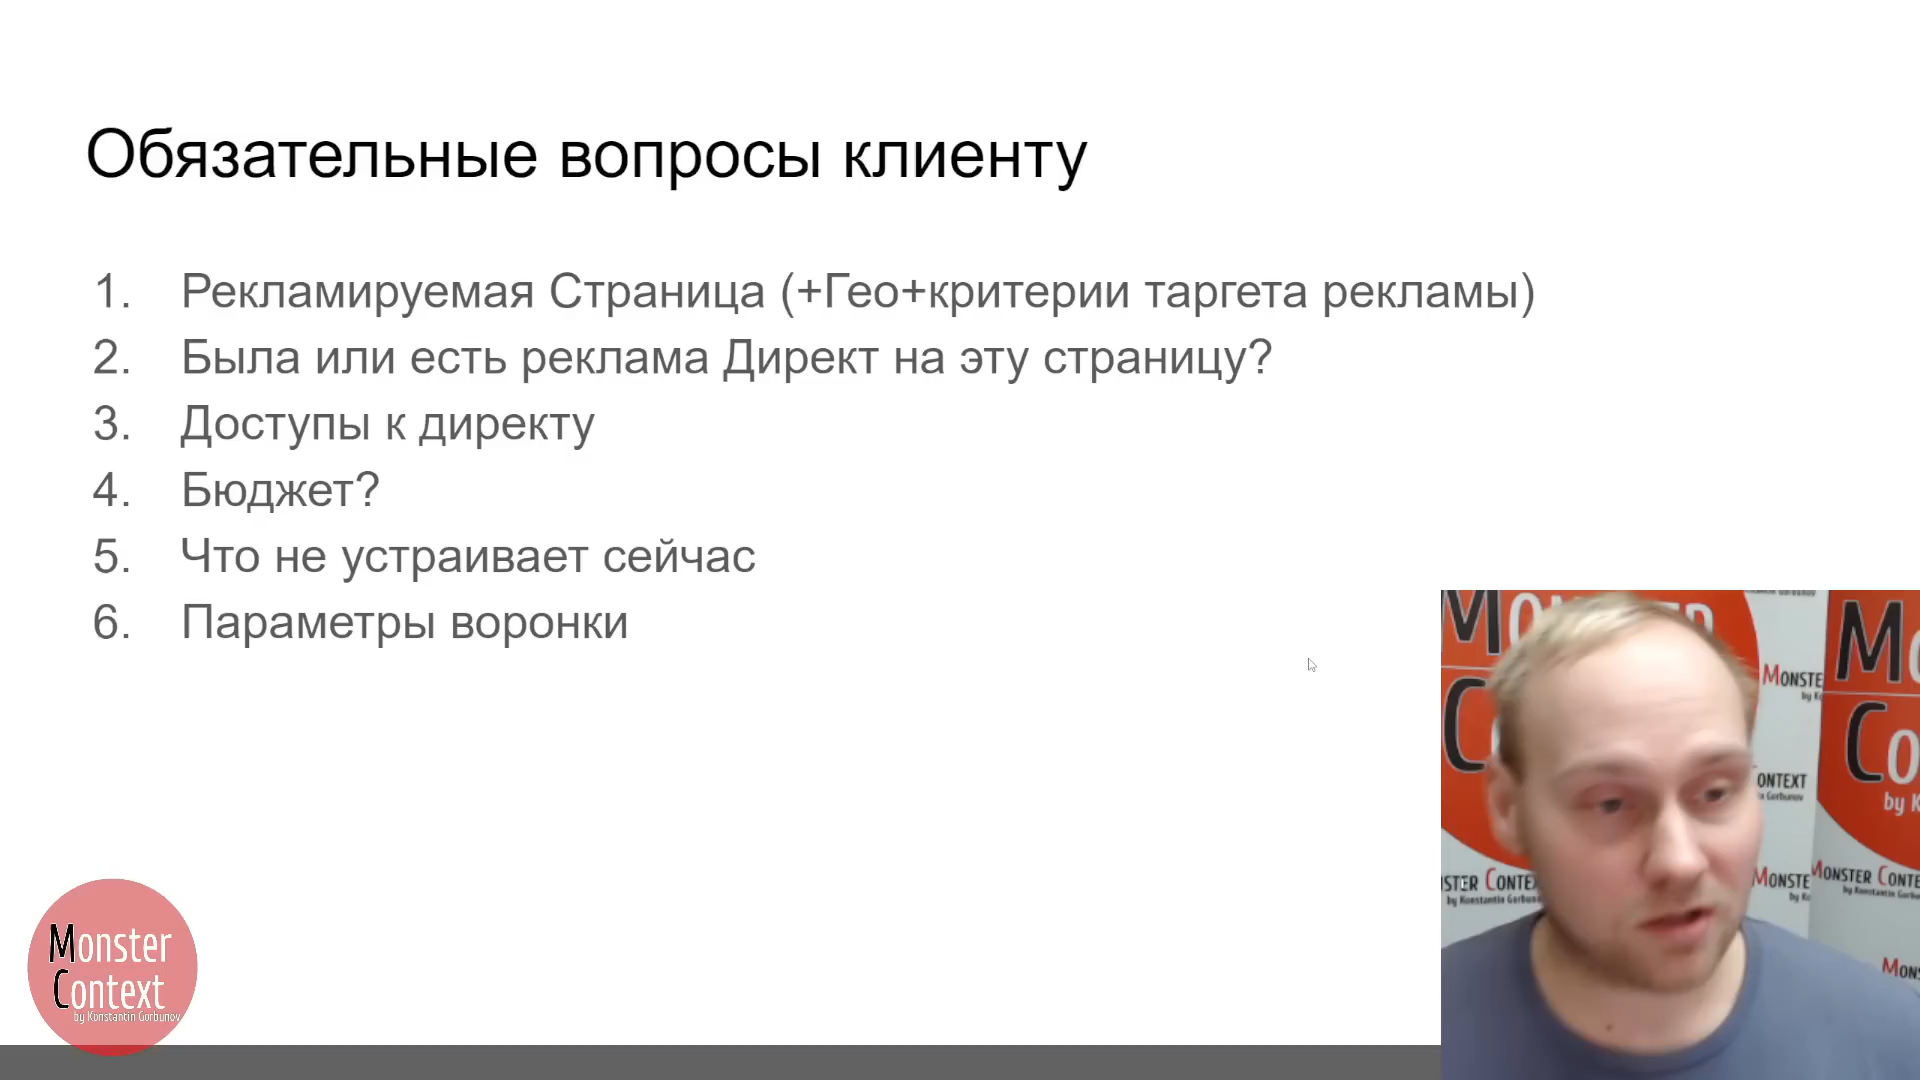 Обязательные вопросы клиенту
1. Рекламируемая Страница (+Гео+критерии таргета рекламы)
2. Была или есть реклама Директ на эту страницу?
3. Доступы к директу
4. Бюджет?
5. Что не устраивает сейчас
6. Параметры воронки
Monster
Context
by Konstantin Gorbunov